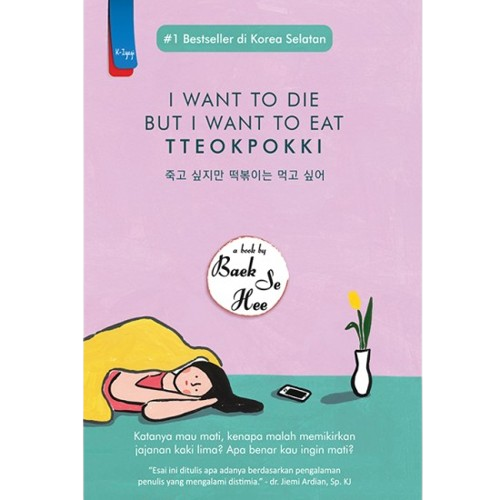 K-Iyagi
#1 Bestseller di Korea Selatan
I WANT TO DIE
BUT I WANT TO EAT
TTEOKPOKKI
죽고 싶지만 떡볶이는 먹고 싶어
a book by
Baek Se
Hee
Katanya mau mati, kenapa malah memikirkan
jajanan kaki lima? Apa benar kau ingin mati?
"Esai ini ditulis apa adanya berdasarkan pengalaman
penulis yang mengalami distimia." - dr. Jiemi Ardian, Sp. KJ